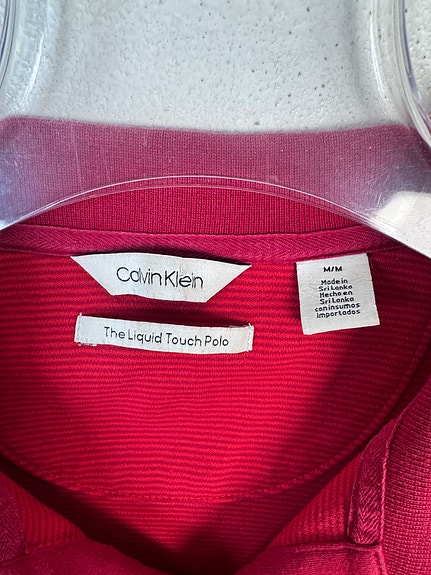 Calvin Klein
The Liquid Touch Polo
M/M
Made in
Sri Lanka
Hecho en
Sri Lanka
con insumos
importados